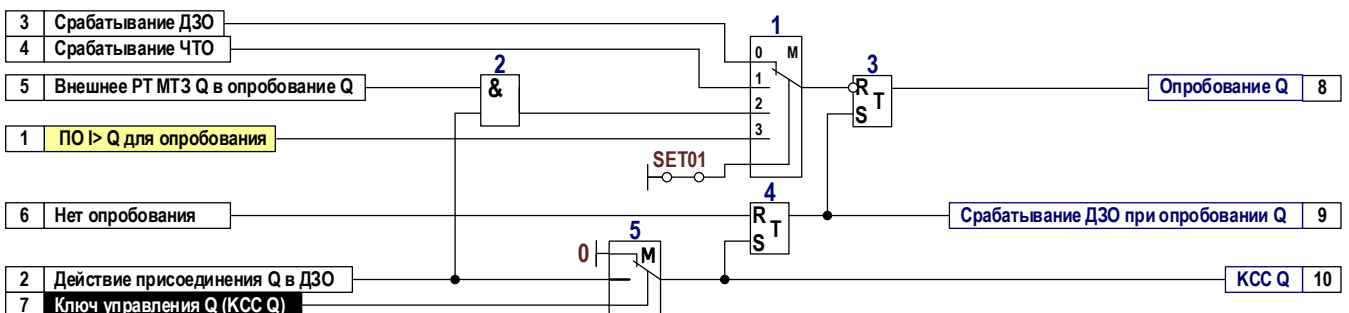 3 Срабатывание ДЗО
1
4 Срабатывание ЧТО
0 М
2
3
5 Внешнее РТ МТЗ Q в опробование Q
&
1
R T
Опробование Q 8
2
S
1 ПО I> Q для опробования
3
SET01
4
6 Нет опробования
R T
Срабатывание ДЗО при опробовании Q 9
5
S
0
М
2 Действие присоединения Q в ДЗО
КСС Q 10
7 Ключ управления Q (КСС Q)